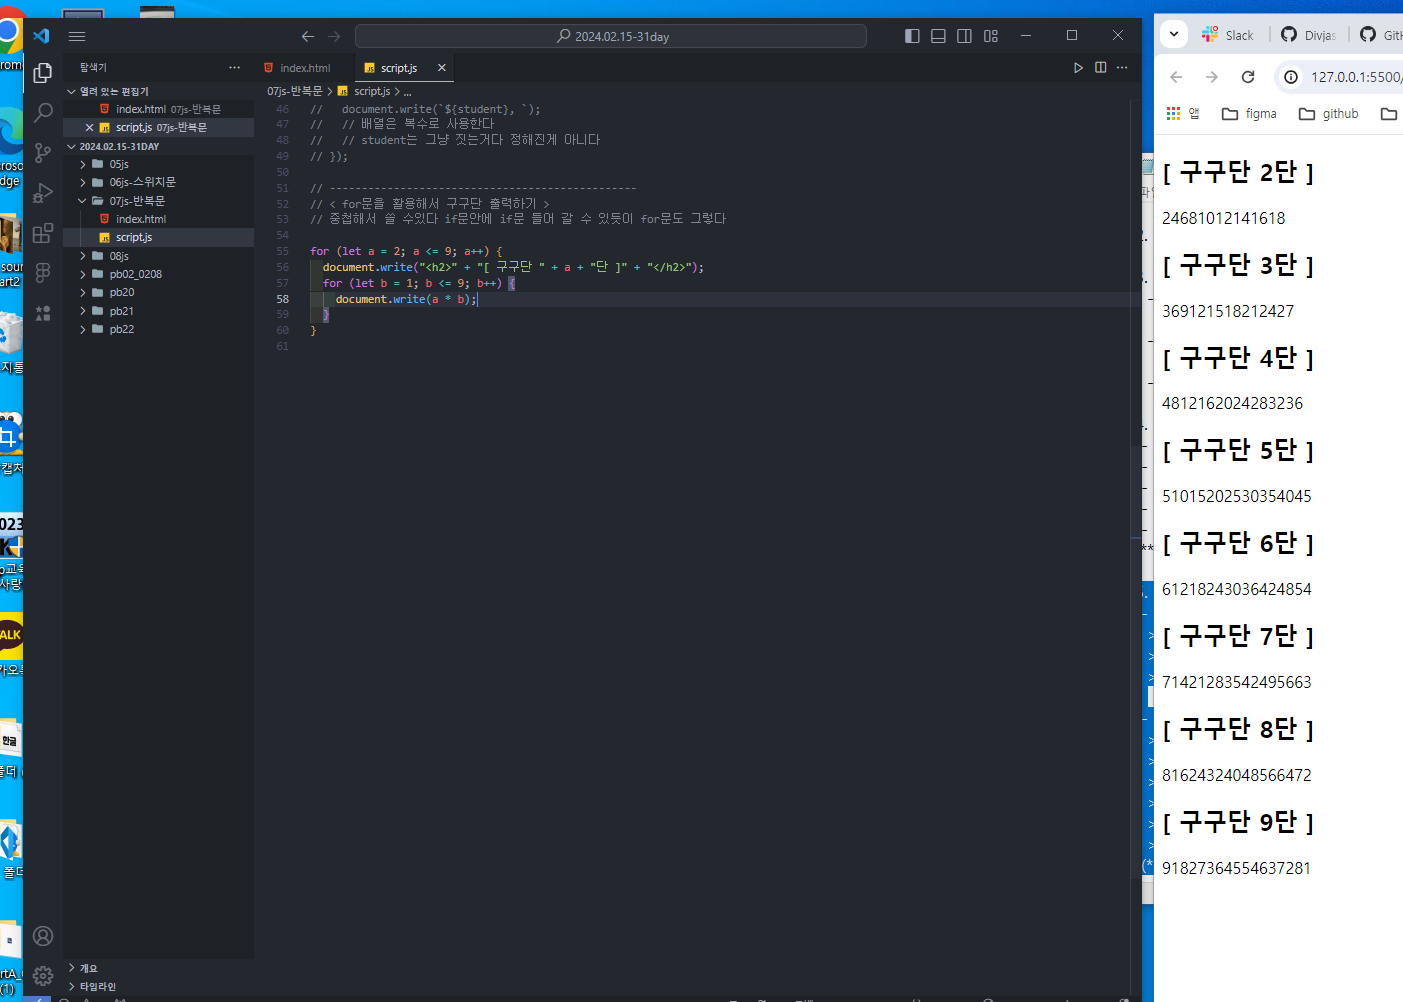 2024.02.15-31day
탐색기
열려 있는 편집기
index.html 07js-반복문
script.js 07js-반복문
2024.02.15-31DAY
05js
06js-스위치문
07js-반복문
index.html
script.js
08js
pb02_0208
pb20
pb21
pb22
개요
타임라인
index.html
script.js
07js-반복문 > script.js > ...
46 //   document.write(`${student}, `);
47 //   // 배열은 복수로 사용한다
48 //   // student는 그냥 짓는거다 정해진게 아니다
49 // });
50
51 // -----------------------------------------------
52 // < for문을 활용해서 구구단 출력하기 >
53 // 중첩해서 쓸 수있다 if문안에 if문 들어 갈 수 있듯이 for문도 그렇다
54
55 for (let a = 2; a <= 9; a++) {
56   document.write("<h2>" + "[ 구구단 " + a + "단 ]" + "</h2>");
57   for (let b = 1; b <= 9; b++) {
58     document.write(a * b);
59   }
60 }
61
Slack
Divjas
127.0.0.1:5500/
앱
figma
github
[ 구구단 2단 ]
24681012141618
[ 구구단 3단 ]
369121518212427
[ 구구단 4단 ]
4812162024283236
[ 구구단 5단 ]
51015202530354045
[ 구구단 6단 ]
61218243036424854
[ 구구단 7단 ]
71421283542495663
[ 구구단 8단 ]
81624324048566472
[ 구구단 9단 ]
91827364554637281